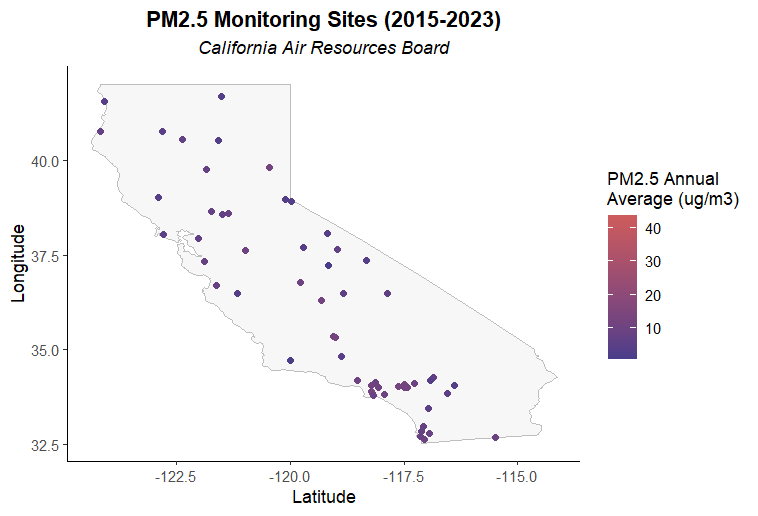 PM2.5 Monitoring Sites (2015-2023)
California Air Resources Board
Longitude
40.0
37.5
35.0
32.5
-122.5
-120.0
-117.5
-115.0
Latitude
PM2.5 Annual
Average (ug/m3)
40
30
20
10